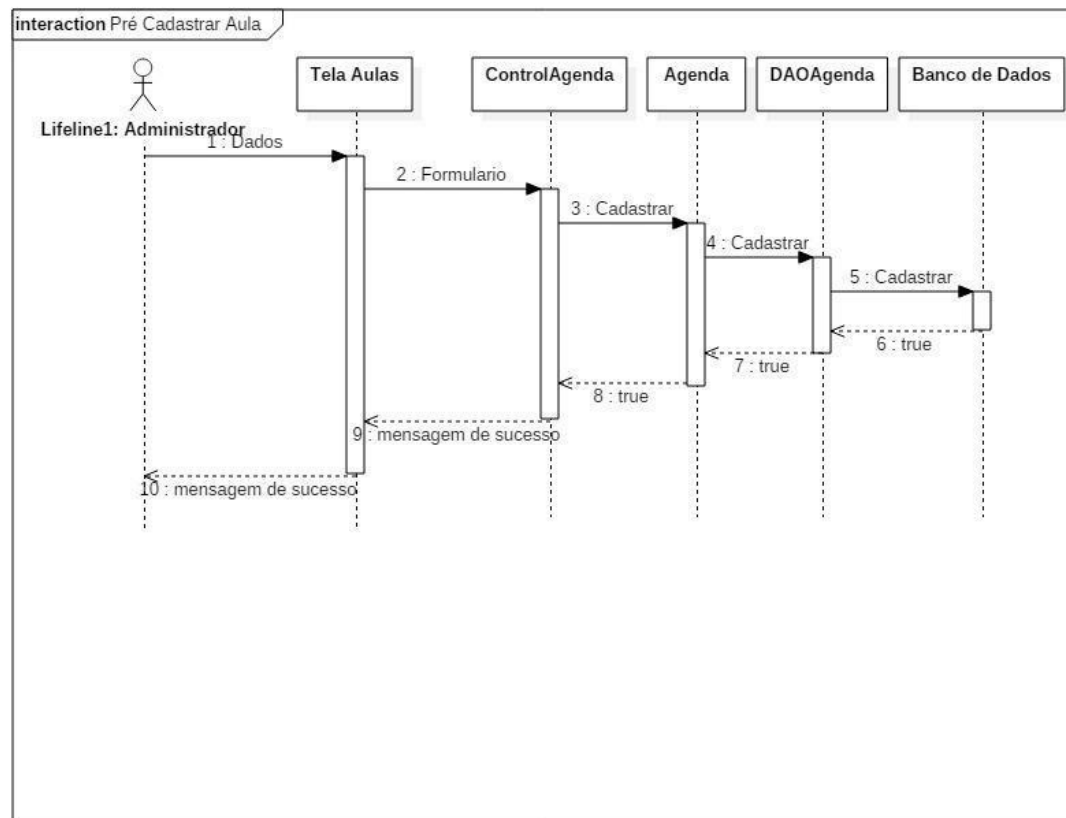 interaction Pré Cadastrar Aula
Tela Aulas
ControlAgenda
Agenda
DAOAgenda
Banco de Dados
Lifeline1: Administrador
1 : Dados
2 : Formulario
3 : Cadastrar
4 : Cadastrar
5 : Cadastrar
6 : true
7 : true
8 : true
9 : mensagem de sucesso
10 : mensagem de sucesso